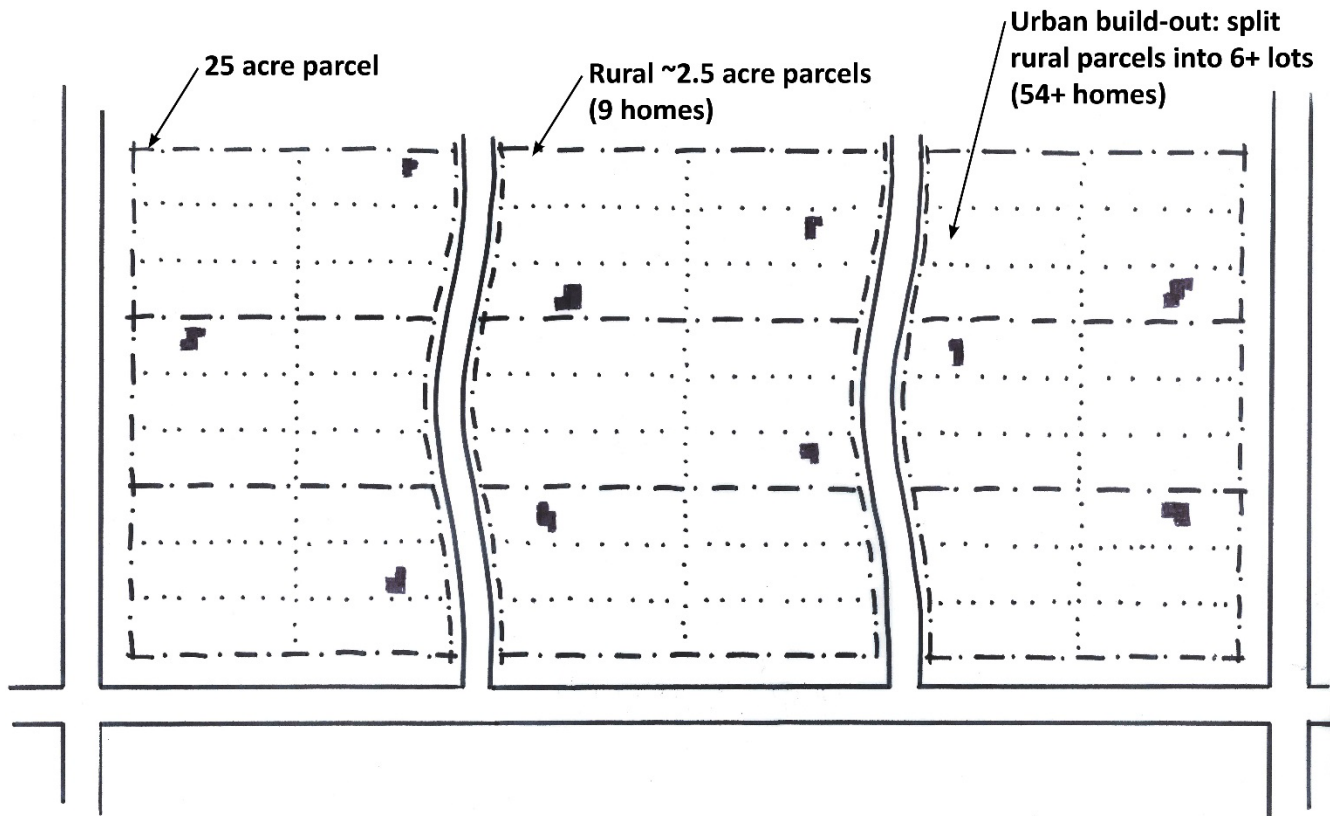 25 acre parcel
Rural ~2.5 acre parcels
(9 homes)
Urban build-out: split
rural parcels into 6+ lots
(54+ homes)